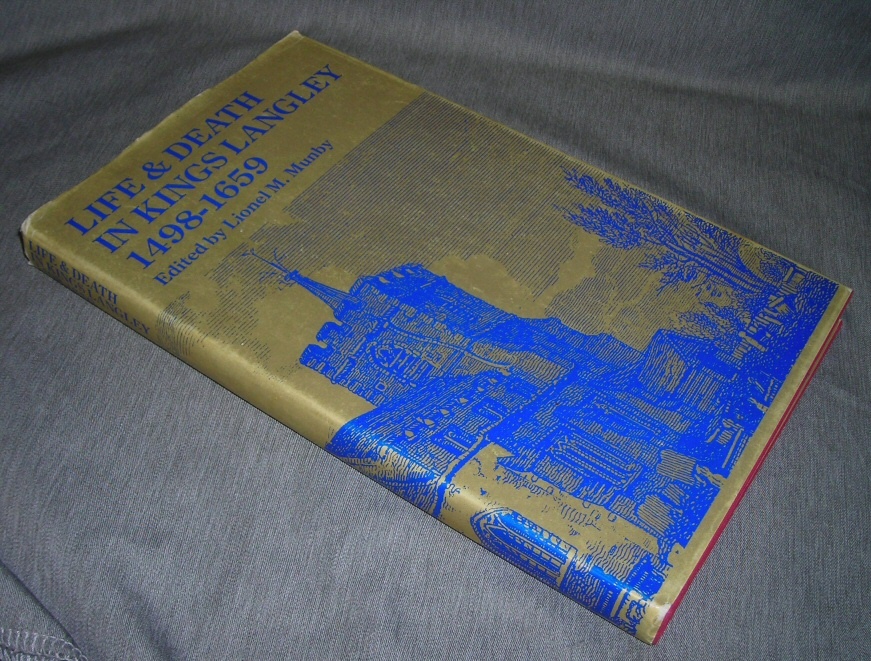 LIFE & DEATH
IN KINGS LANGLEY
1498-1659
Edited by Lionel M. Munby
LIFE & DEATH
IN KINGS LANGLEY